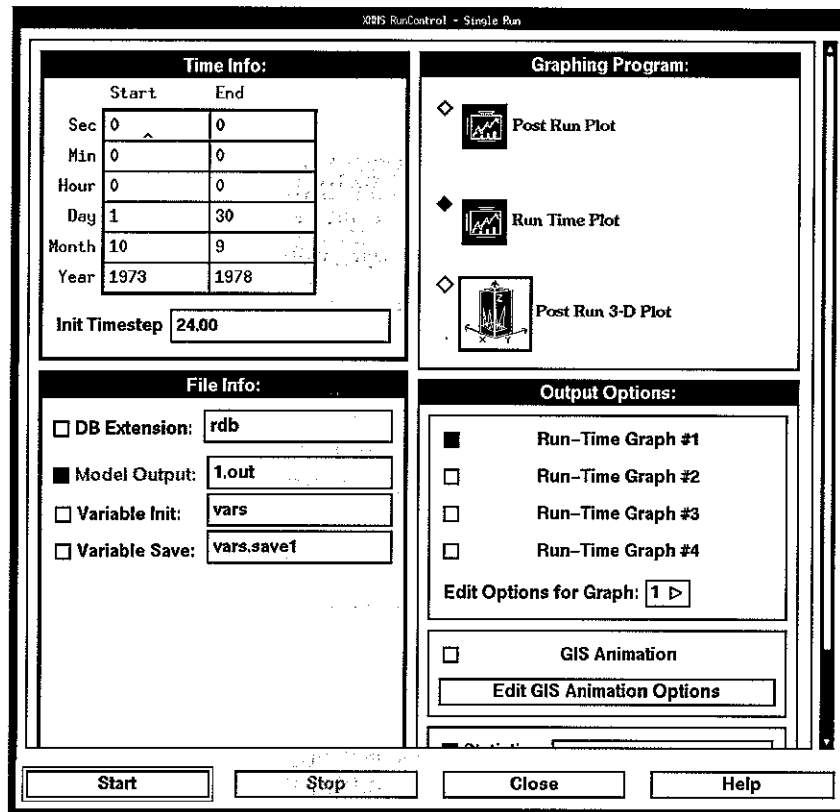 XMMS RunControl - Single Run
Time Info:
Start End
Sec 0 0
Min 0 0
Hour 0 0
Day 1 30
Month 10 9
Year 1973 1978
Init Timestep 24.00
Graphing Program:
Post Run Plot
Run Time Plot
Z
X Y
Post Run 3-D Plot
File Info:
DB Extension: rdb
Model Output: 1.out
Variable Init: vars
Variable Save: vars.save1
Output Options:
Run-Time Graph #1
Run-Time Graph #2
Run-Time Graph #3
Run-Time Graph #4
Edit Options for Graph: 1
GIS Animation
Edit GIS Animation Options
Start Stop Close Help